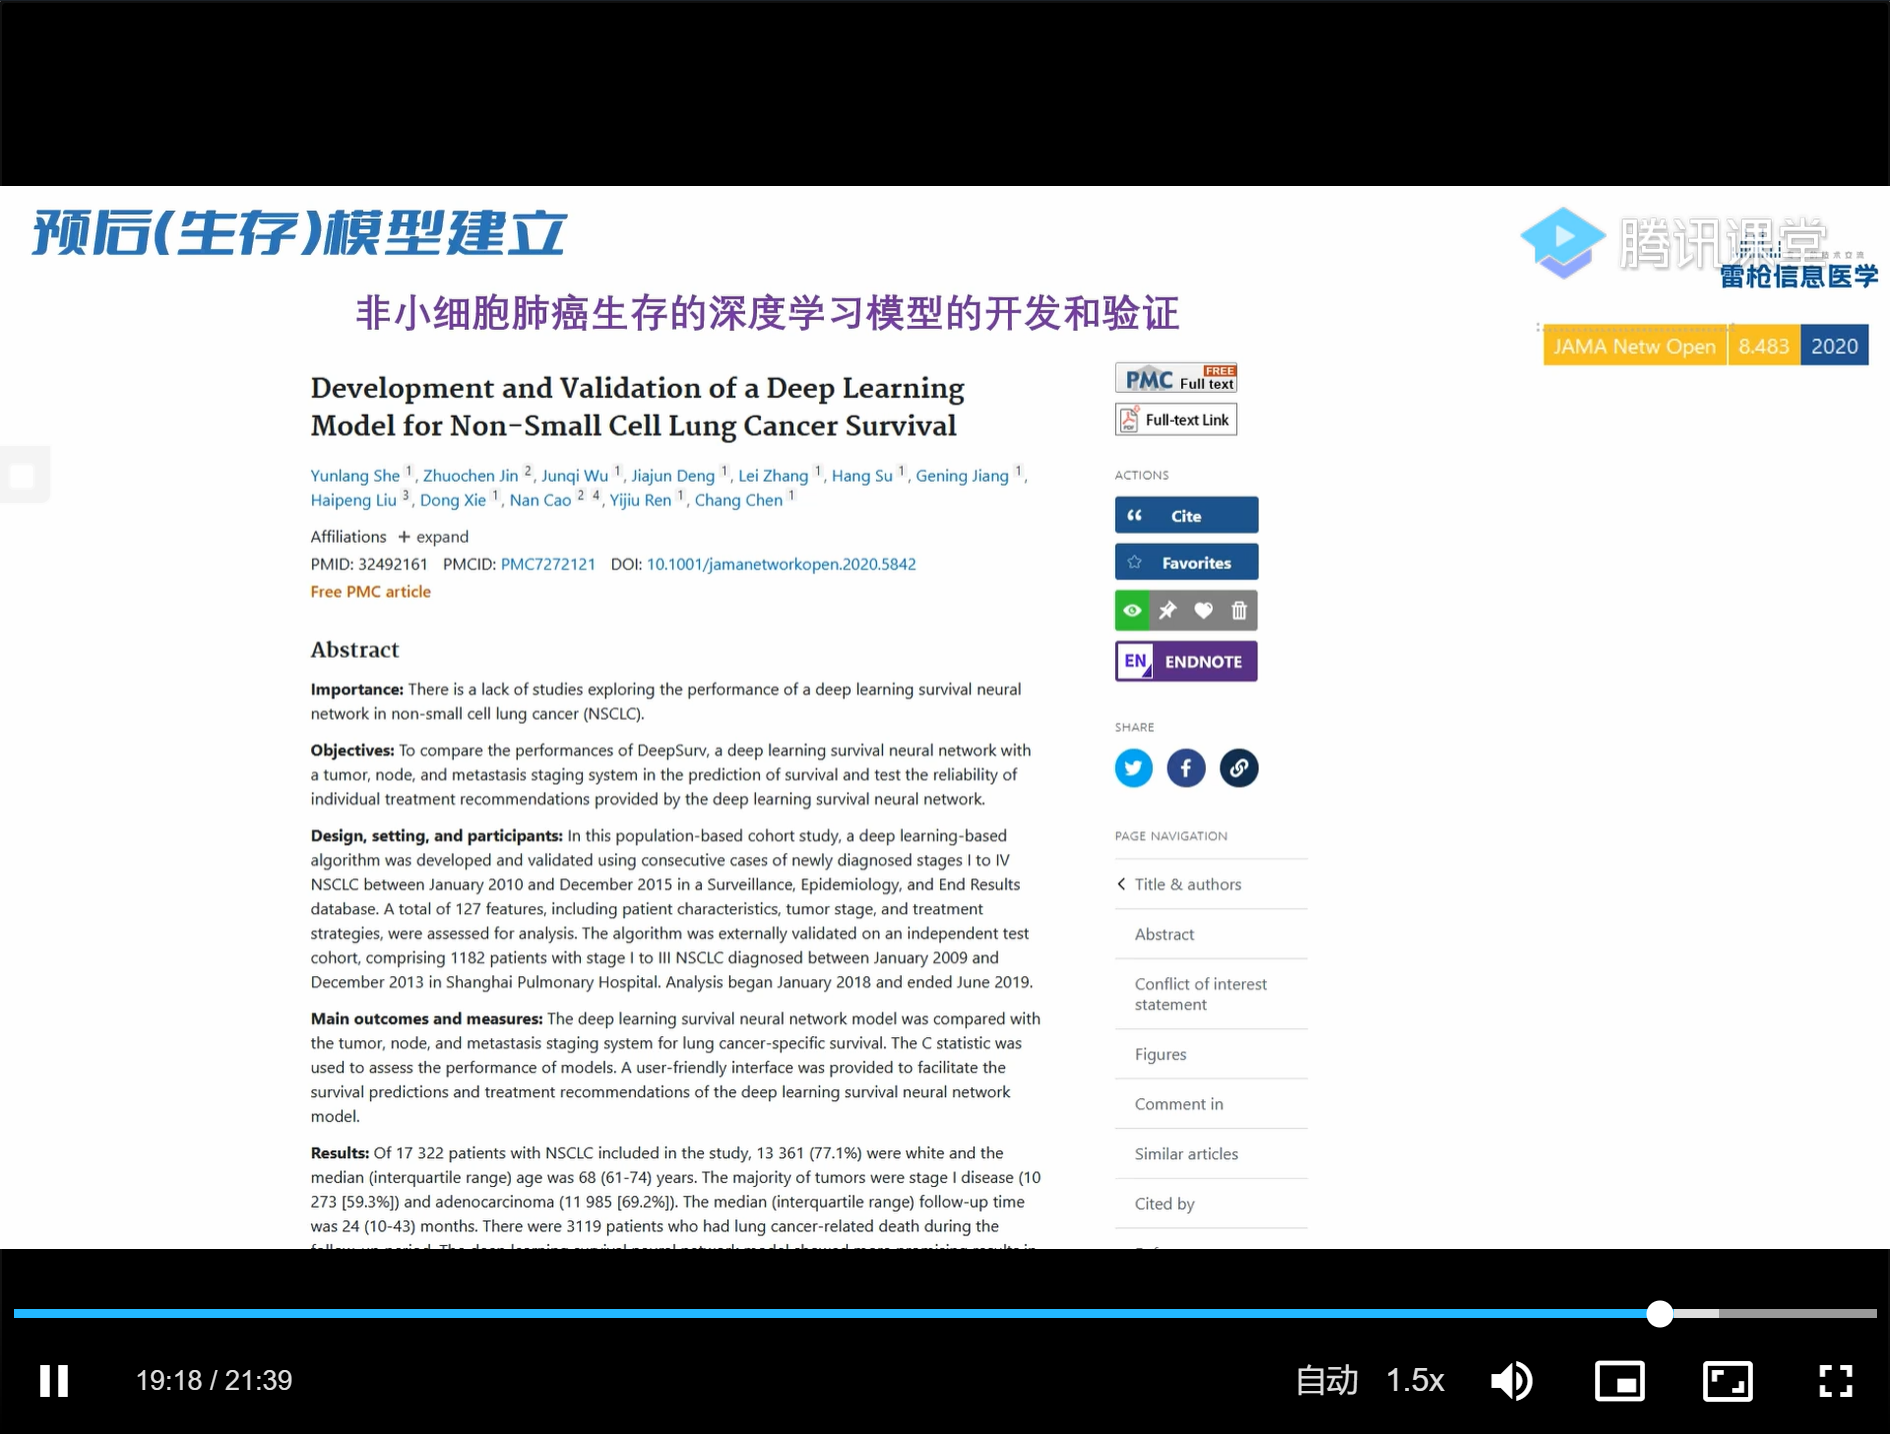 预后(生存)模型建立
腾讯课堂
雷枪信息医学
非小细胞肺癌生存的深度学习模型的开发和验证
JAMA Netw Open 8.483 2020
Development and Validation of a Deep Learning
Model for Non-Small Cell Lung Cancer Survival
Yunlang She 1, Zhuochen Jin 2, Junqi Wu 1, Jiajun Deng 1, Lei Zhang 1, Hang Su 1, Gening Jiang 1,
Haipeng Liu 3, Dong Xie 1, Nan Cao 2 4, Yijiu Ren 1, Chang Chen 1
Affiliations + expand
PMID: 32492161 PMCID: PMC7272121 DOI: 10.1001/jamanetworkopen.2020.5842
Free PMC article
Abstract
Importance: There is a lack of studies exploring the performance of a deep learning survival neural
network in non-small cell lung cancer (NSCLC).
Objectives: To compare the performances of DeepSurv, a deep learning survival neural network with
a tumor, node, and metastasis staging system in the prediction of survival and test the reliability of
individual treatment recommendations provided by the deep learning survival neural network.
Design, setting, and participants: In this population-based cohort study, a deep learning-based
algorithm was developed and validated using consecutive cases of newly diagnosed stages I to IV
NSCLC between January 2010 and December 2015 in a Surveillance, Epidemiology, and End Results
database. A total of 127 features, including patient characteristics, tumor stage, and treatment
strategies, were assessed for analysis. The algorithm was externally validated on an independent test
cohort, comprising 1182 patients with stage I to III NSCLC diagnosed between January 2009 and
December 2013 in Shanghai Pulmonary Hospital. Analysis began January 2018 and ended June 2019.
Main outcomes and measures: The deep learning survival neural network model was compared with
the tumor, node, and metastasis staging system for lung cancer-specific survival. The C statistic was
used to assess the performance of models. A user-friendly interface was provided to facilitate the
survival predictions and treatment recommendations of the deep learning survival neural network
model.
Results: Of 17 322 patients with NSCLC included in the study, 13 361 (77.1%) were white and the
median (interquartile range) age was 68 (61-74) years. The majority of tumors were stage I disease (10
273 [59.3%]) and adenocarcinoma (11 985 [69.2%]). The median (interquartile range) follow-up time
was 24 (10-43) months. There were 3119 patients who had lung cancer-related death during the
PMC FREE Full text
PDF Full-text Link
ACTIONS
Cite
Favorites
EN ENDNOTE
SHARE
PAGE NAVIGATION
Title & authors
Abstract
Conflict of interest
statement
Figures
Comment in
Similar articles
Cited by
19:18 / 21:39
自动 1.5x